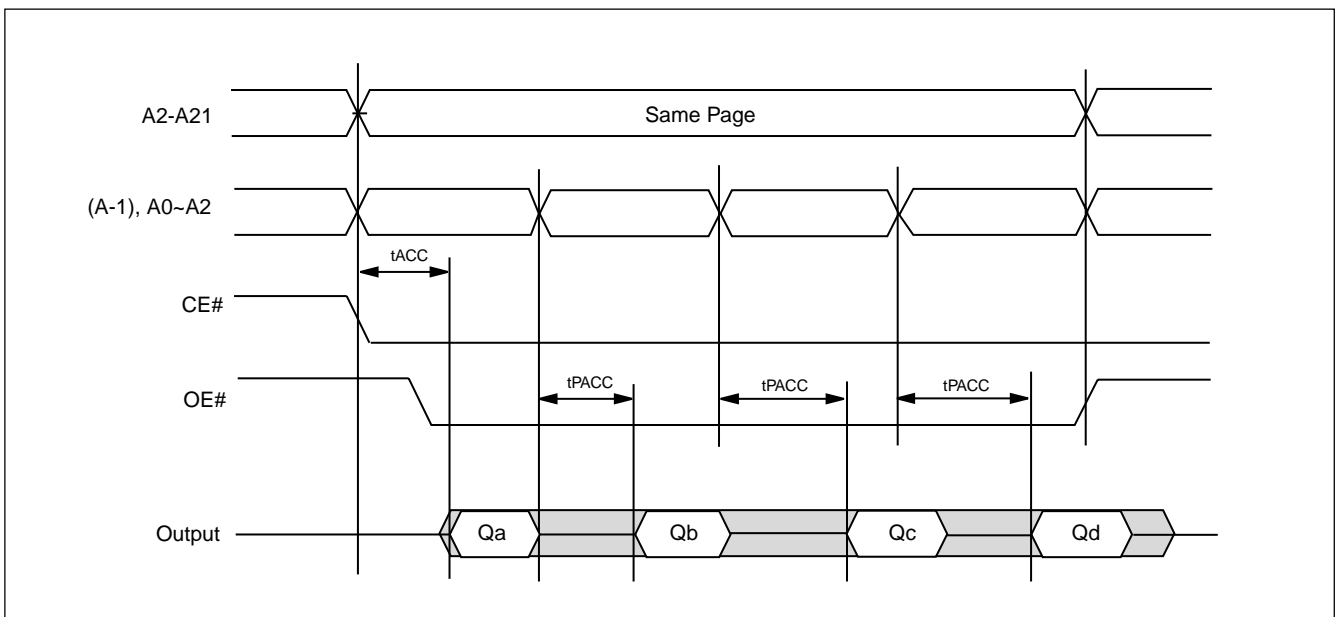 A2-A21
Same Page
(A-1), A0~A2
tACC
CE#
OE#
tPACC
tPACC
tPACC
Output
Qa
Qb
Qc
Qd